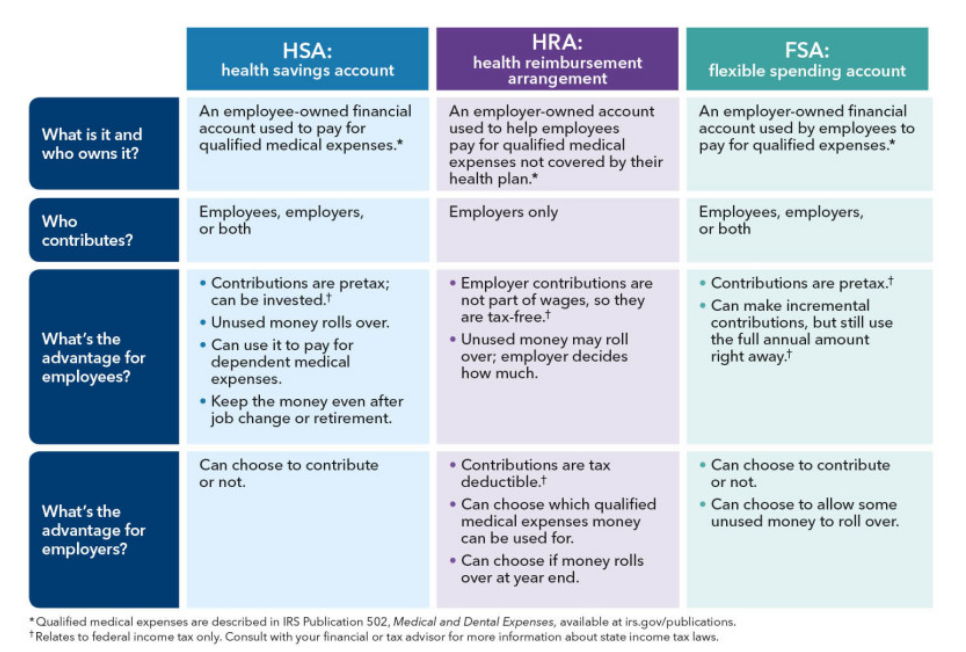 HSA:
health savings account
HRA:
health reimbursement
arrangement
FSA:
flexible spending account
What is it and
who owns it?
An employee-owned financial
account used to pay for
qualified medical expenses.*
An employer-owned account
used to help employees
pay for qualified medical
expenses not covered by their
health plan.*
An employer-owned financial
account used by employees to
pay for qualified expenses.*
Who
contributes?
Employees, employers,
or both
Employers only
Employees, employers,
or both
What's the
advantage for
employees?
• Contributions are pretax;
can be invested.†
• Unused money rolls over.
• Can use it to pay for
dependent medical
expenses.
• Keep the money even after
job change or retirement.
• Employer contributions are
not part of wages, so they
are tax-free.†
• Unused money may roll
over; employer decides
how much.
• Contributions are pretax.†
• Can make incremental
contributions, but still use
the full annual amount
right away.†
What's the
advantage for
employers?
Can choose to contribute
or not.
• Contributions are tax
deductible.†
• Can choose which qualified
medical expenses money
can be used for.
• Can choose if money rolls
over at year end.
• Can choose to contribute
or not.
• Can choose to allow some
unused money to roll over.
*Qualified medical expenses are described in IRS Publication 502, Medical and Dental Expenses, available at irs.gov/publications.
†Relates to federal income tax only. Consult with your financial or tax advisor for more information about state income tax laws.